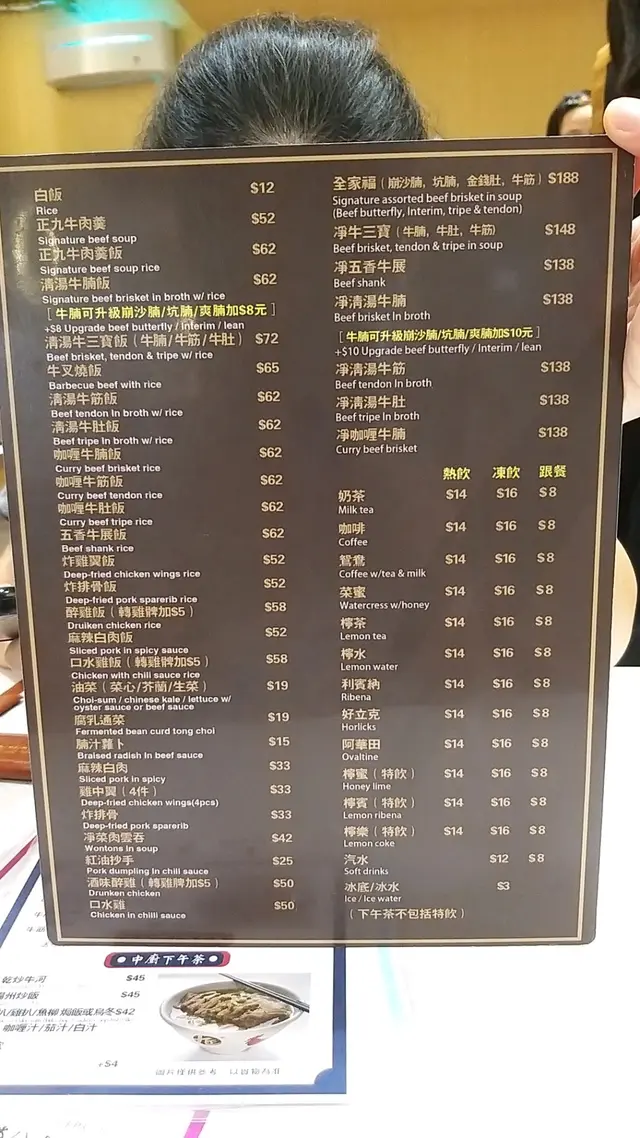 白飯 $12
Rice
正九牛肉羹 $52
Signature beef soup
正九牛肉羹飯 $62
Signature beef soup rice
清湯牛腩飯 $62
Signature beef brisket in broth w/ rice
[ 牛腩可升級崩沙腩/坑腩/爽腩加$8元 ]
+$8 Upgrade beef butterfly / interim / lean
清湯牛三寶飯 ( 牛腩/牛筋/牛肚 ) $72
Beef brisket, tendon & tripe w/ rice
牛叉燒飯 $65
Barbecue beef with rice
清湯牛筋飯 $62
Beef tendon In broth w/ rice
清湯牛肚飯 $62
Beef tripe In broth w/ rice
咖喱牛腩飯 $62
Curry beef brisket rice
咖喱牛筋飯 $62
Curry beef tendon rice
咖喱牛肚飯 $62
Curry beef tripe rice
五香牛展飯 $62
Beef shank rice
炸雞翼飯 $52
Deep-fried chicken wings rice
炸排骨飯 $52
Deep-fried pork sparerib rice
醉雞飯 ( 轉雞髀加$5 ) $58
Druiken chicken rice
麻辣白肉飯 $52
Sliced pork in spicy sauce
口水雞飯 ( 轉雞髀加$5 ) $58
Chicken with chili sauce rice
油菜 ( 菜心/芥蘭/生菜 ) $19
Choi-sum / chinese kale / lettuce w/
oyster sauce or beef sauce
腐乳通菜 $19
Fermented bean curd tong choi
腩汁蘿卜 $15
Braised radish In beef sauce
麻辣白肉 $33
Sliced pork in spicy
雞中翼 ( 4件 ) $33
Deep-fried chicken wings(4pcs)
炸排骨 $33
Deep-fried pork sparerib
淨菜肉雲吞 $42
Wontons in soup
紅油抄手 $25
Pork dumpling In chili sauce
酒味醉雞 ( 轉雞脾加$5 ) $50
Drunken chicken
口水雞 $50
Chicken in chilli sauce
全家福 ( 崩沙腩, 坑腩, 金錢肚, 牛筋 ) $188
Signature assorted beef brisket in soup
(Beef butterfly, Interim, tripe & tendon)
淨牛三寶 ( 牛腩, 牛肚, 牛筋 ) $148
Beef brisket, tendon & tripe in soup
淨五香牛展 $138
Beef shank
淨清湯牛腩 $138
Beef brisket In broth
[ 牛腩可升級崩沙腩/坑腩/爽腩加$10元 ]
+$10 Upgrade beef butterfly / Interim / lean
淨清湯牛筋 $138
Beef tendon In broth
淨清湯牛肚 $138
Beef tripe In broth
淨咖喱牛腩 $138
Curry beef brisket
熱飲 凍飲 跟餐
奶茶 $14 $16 $8
Milk tea
咖啡 $14 $16 $8
Coffee
鴛鴦 $14 $16 $8
Coffee w/tea & milk
菜蜜 $14 $16 $8
Watercress w/honey
檸茶 $14 $16 $8
Lemon tea
檸水 $14 $16 $8
Lemon water
利賓納 $14 $16 $8
Ribena
好立克 $14 $16 $8
Horlicks
阿華田 $14 $16 $8
Ovaltine
檸蜜 ( 特飲 ) $14 $16 $8
Honey lime
檸賓 ( 特飲 ) $14 $16 $8
Lemon ribena
檸樂 ( 特飲 ) $14 $16 $8
Lemon coke
汽水 $12 $8
Soft drinks
冰底/冰水 $3
Ice / Ice water
( 下午茶不包括特飲 )
中廚下午茶
乾炒牛河 $45
州炒飯 $45
魚柳焗飯或烏冬$42
咖喱汁/茄汁/白汁
+$4
圖片僅供參考 以實物為準